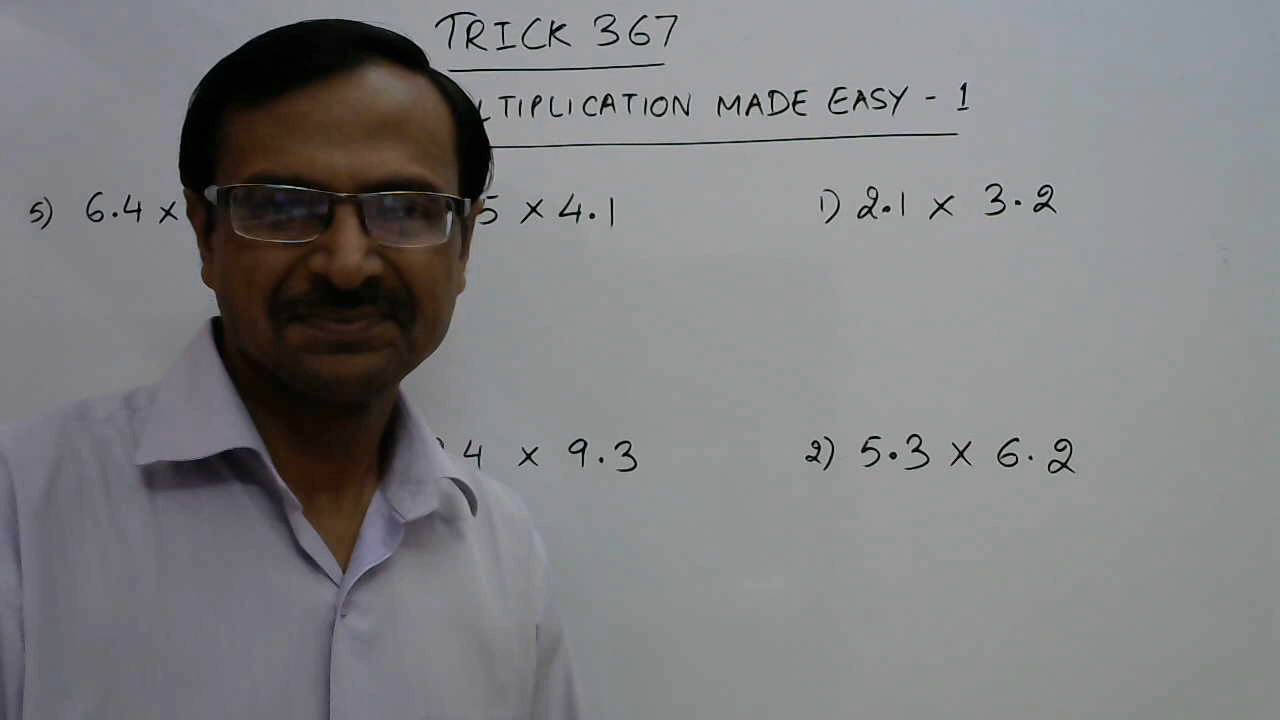 TRICK 367
LTIPLICATION MADE EASY - 1
5) 6.4 ×
5 × 4.1
1) 2.1 × 3.2
4 × 9.3
2) 5.3 × 6.2